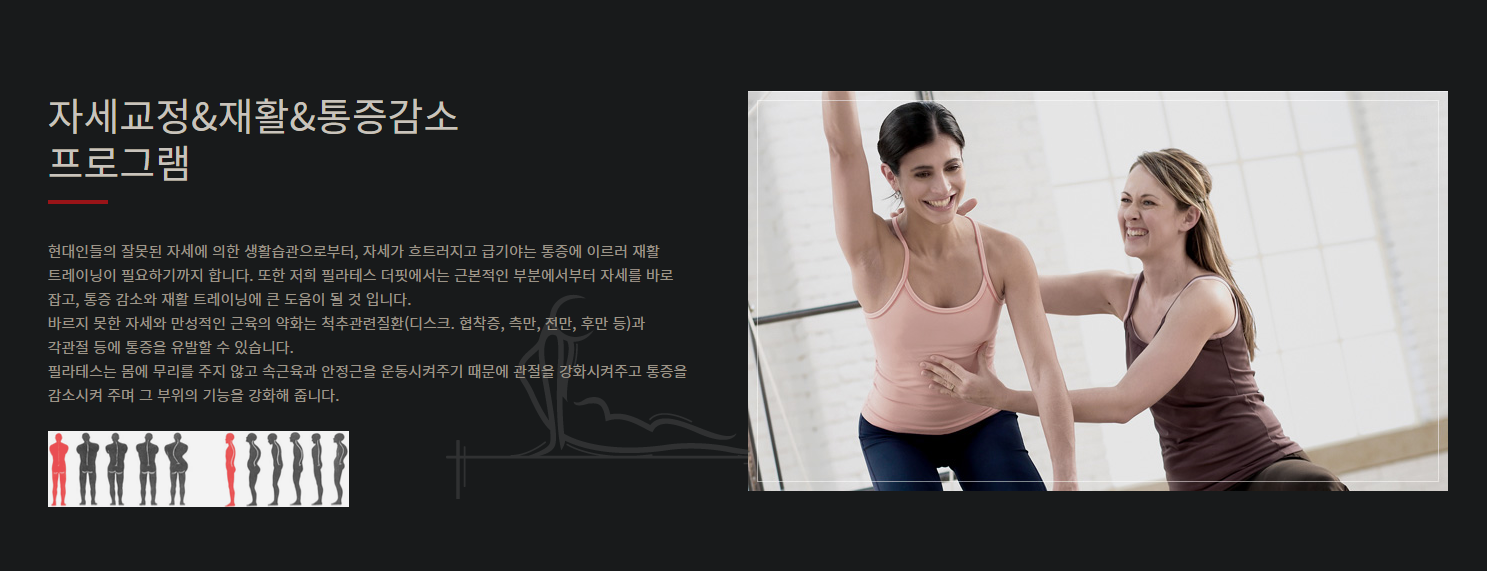 자세교정&재활&통증감소
프로그램
현대인들의 잘못된 자세에 의한 생활습관으로부터, 자세가 흐트러지고 급기야는 통증에 이르러 재활
트레이닝이 필요하기까지 합니다. 또한 저희 필라테스 더핏에서는 근본적인 부분에서부터 자세를 바로
잡고, 통증 감소와 재활 트레이닝에 큰 도움이 될 것 입니다.
바르지 못한 자세와 만성적인 근육의 약화는 척추관련질환(디스크. 협착증, 측만, 전만, 후만 등)과
각관절 등에 통증을 유발할 수 있습니다.
필라테스는 몸에 무리를 주지 않고 속근육과 안정근을 운동시켜주기 때문에 관절을 강화시켜주고 통증을
감소시켜 주며 그 부위의 기능을 강화해 줍니다.